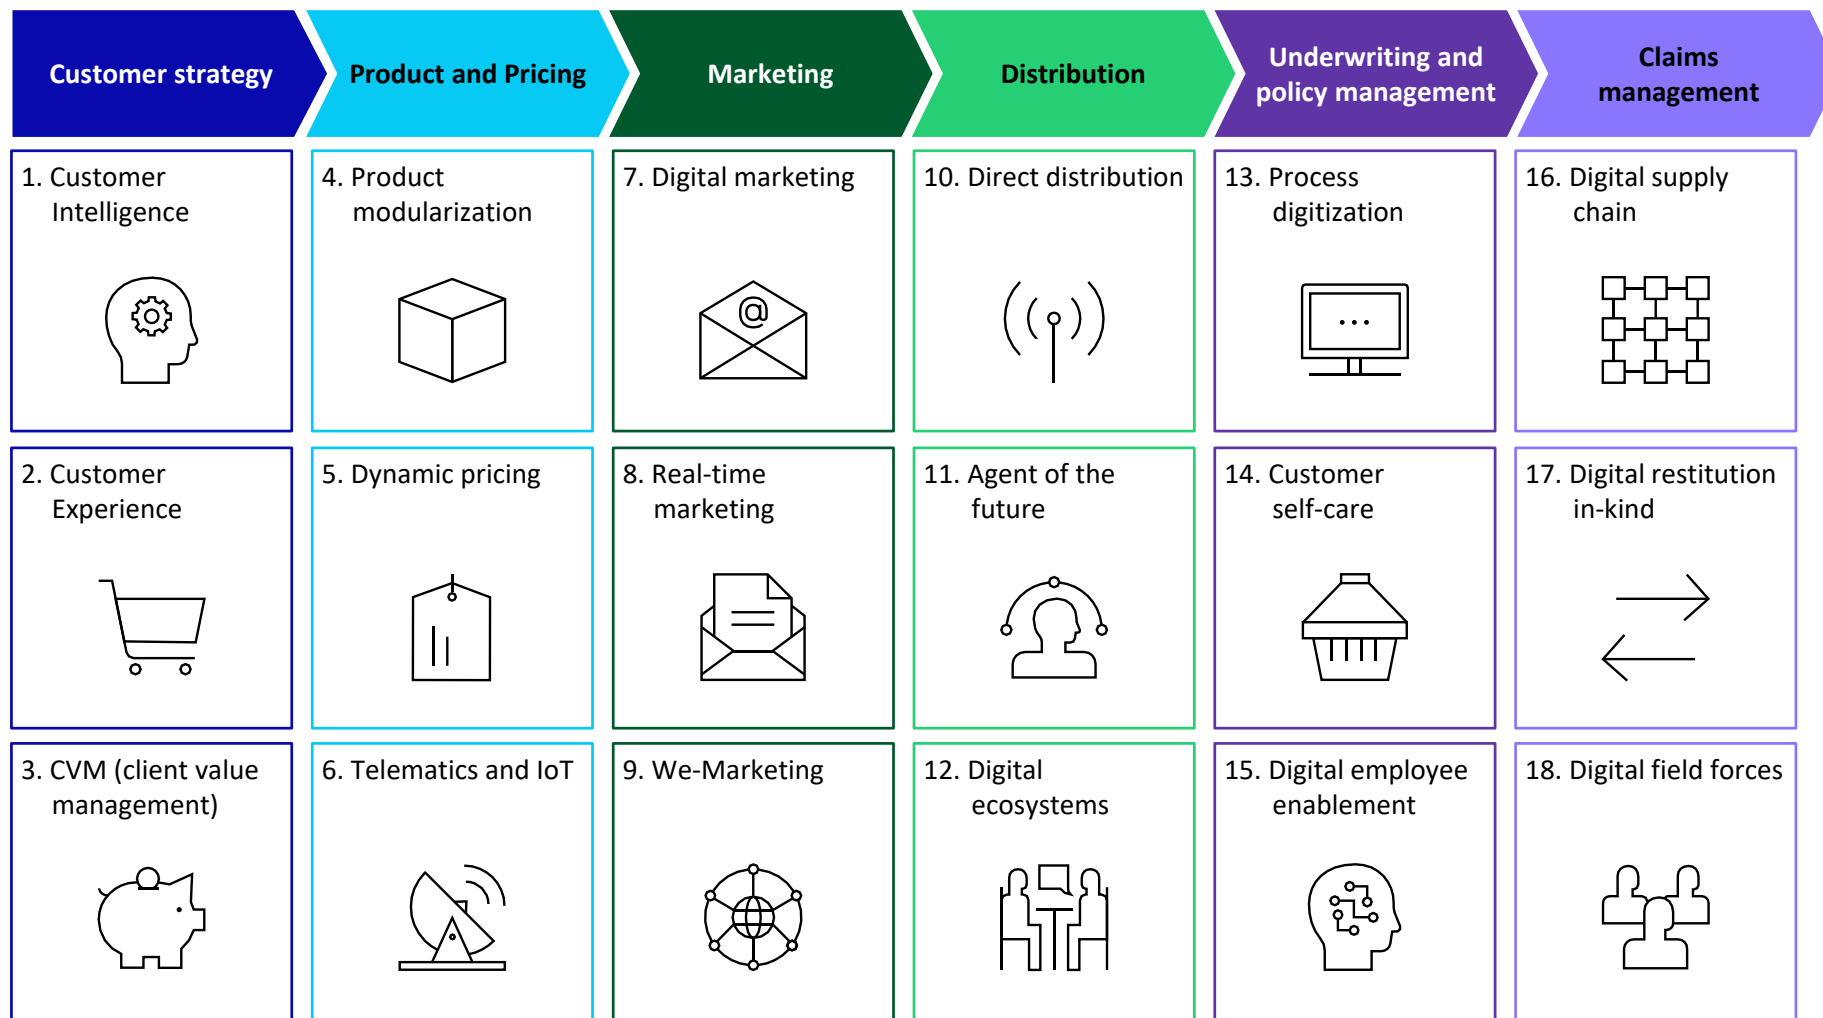 Customer strategy
Product and Pricing
Marketing
Distribution
Underwriting and
policy management
Claims
management
1. Customer
Intelligence
4. Product
modularization
7. Digital marketing
@
10. Direct distribution
13. Process
digitization
16. Digital supply
chain
2. Customer
Experience
5. Dynamic pricing
8. Real-time
marketing
11. Agent of the
future
14. Customer
self-care
17. Digital restitution
in-kind
3. CVM (client value
management)
6. Telematics and IoT
9. We-Marketing
12. Digital
ecosystems
15. Digital employee
enablement
18. Digital field forces